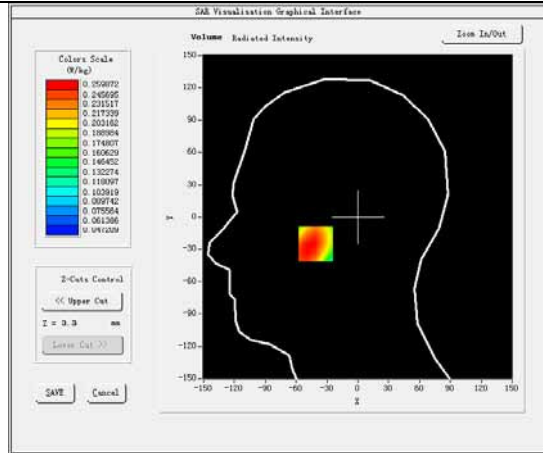 SAR Visualisation Graphical Interface
Volume Radiated Intensity
Zoom In/Out
Colors Scale
(W/kg)
0.259872
0.245695
0.231517
0.217339
0.203162
0.188984
0.174807
0.160629
0.146452
0.132274
0.118097
0.103919
0.089742
0.075564
0.061386
0.047209
Z-Cuts Control
<< Upper Cut
Z = 3.3 mm
Lower Cut >>
SAVE
Cancel
150
120
90
60
30
0
-30
-60
-90
-120
-150
Y
-150 -120 -90 -60 -30 0 30 60 90 120 150
X